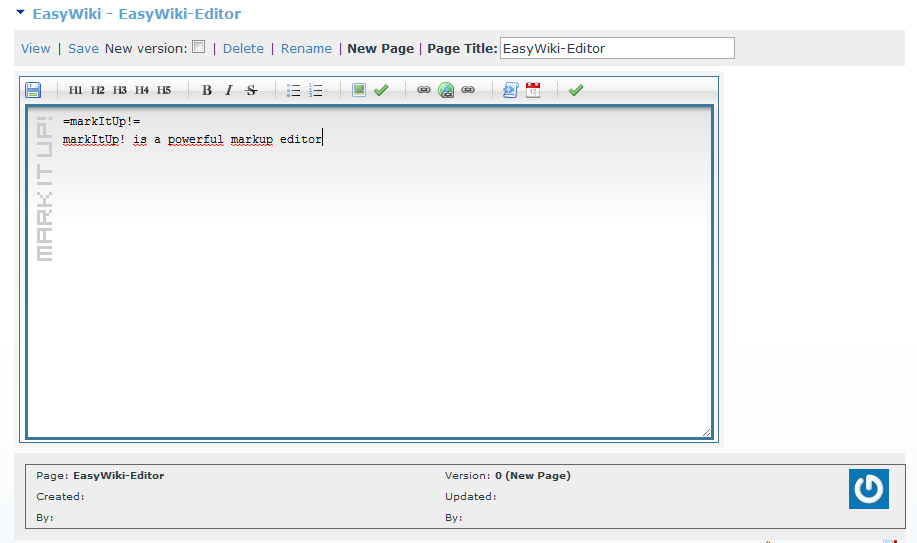 EasyWiki - EasyWiki-Editor
View | Save New version: | Delete | Rename | New Page | Page Title: EasyWiki-Editor
H1 H2 H3 H4 H5 B I S
MARK IT UP!
=markItUp!=
markItUp! is a powerful markup editor
Page: EasyWiki-Editor Version: 0 (New Page)
Created: Updated:
By: By: